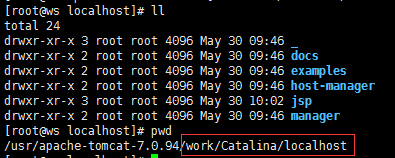 [root@ws localhost]# ll
total 24
drwxr-xr-x 3 root root 4096 May 30 09:46 _
drwxr-xr-x 2 root root 4096 May 30 09:46 docs
drwxr-xr-x 2 root root 4096 May 30 09:46 examples
drwxr-xr-x 2 root root 4096 May 30 09:46 host-manager
drwxr-xr-x 3 root root 4096 May 30 10:02 jsp
drwxr-xr-x 2 root root 4096 May 30 09:46 manager
[root@ws localhost]# pwd
/usr/apache-tomcat-7.0.94/work/Catalina/localhost